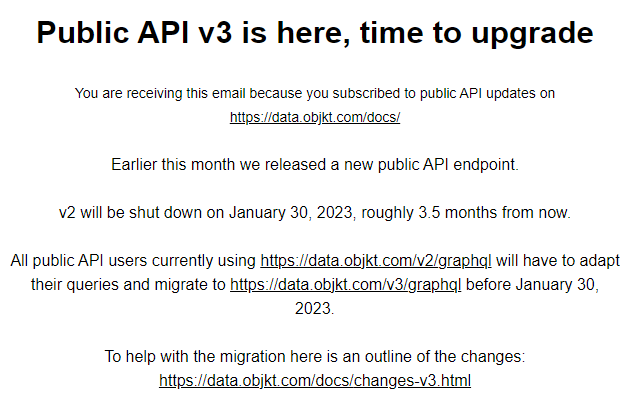 Public API v3 is here, time to upgrade
You are receiving this email because you subscribed to public API updates on
https://data.objkt.com/docs/
Earlier this month we released a new public API endpoint.
v2 will be shut down on January 30, 2023, roughly 3.5 months from now.
All public API users currently using https://data.objkt.com/v2/graphql will have to adapt
their queries and migrate to https://data.objkt.com/v3/graphql before January 30,
2023.
To help with the migration here is an outline of the changes:
https://data.objkt.com/docs/changes-v3.html